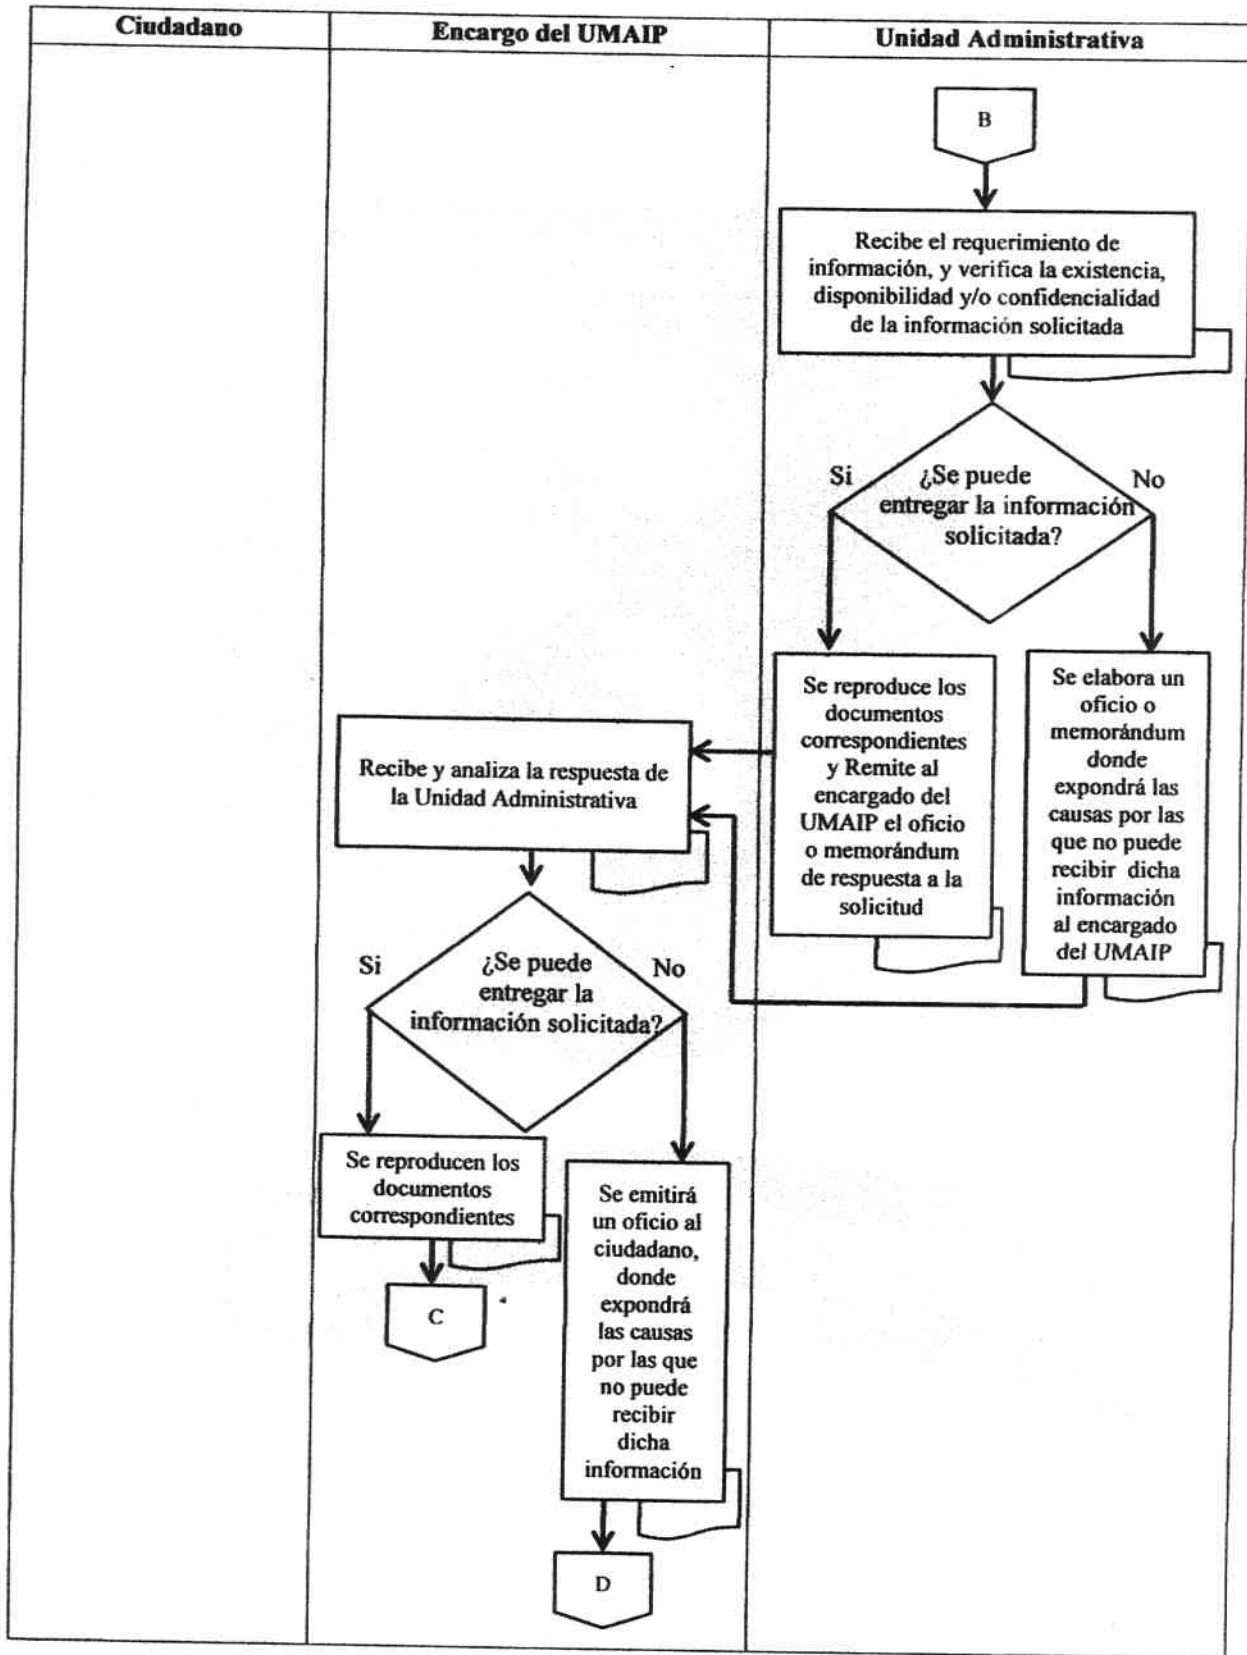 Ciudadano
Encargo del UMAIP
Unidad Administrativa
B
Recibe el requerimiento de
información, y verifica la existencia,
disponibilidad y/o confidencialidad
de la información solicitada
Si
¿Se puede
entregar la información
solicitada?
No
Se reproduce los
documentos
correspondientes
y Remite al
encargado del
UMAIP el oficio
o memorándum
de respuesta a la
solicitud
Se elabora un
oficio o
memorándum
donde
expondrá las
causas por las
que no puede
recibir dicha
información
al encargado
del UMAIP
Recibe y analiza la respuesta de
la Unidad Administrativa
Si
¿Se puede
entregar la
información solicitada?
No
Se reproducen los
documentos
correspondientes
C
Se emitirá
un oficio al
ciudadano,
donde
expondrá
las causas
por las que
no puede
recibir
dicha
información
D